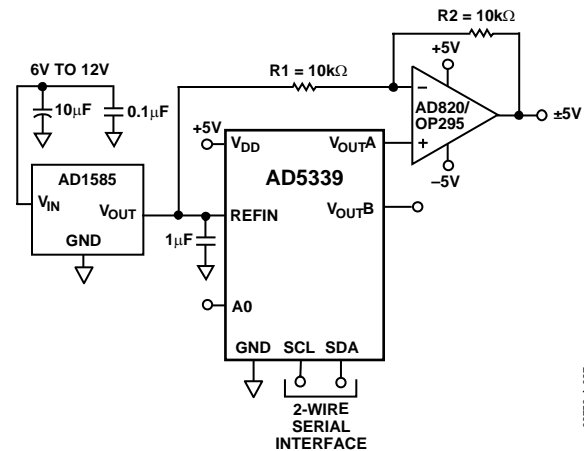 R2 = 10kΩ
+5V
6V TO 12V
R1 = 10kΩ
AD820/
OP295
10µF
0.1µF
±5V
+5V
–5V
VDD
VOUTA
AD1585
AD5339
VIN
VOUT
REFIN
VOUTB
GND
1µF
A0
GND
SCL
SDA
2-WIRE
SERIAL
INTERFACE